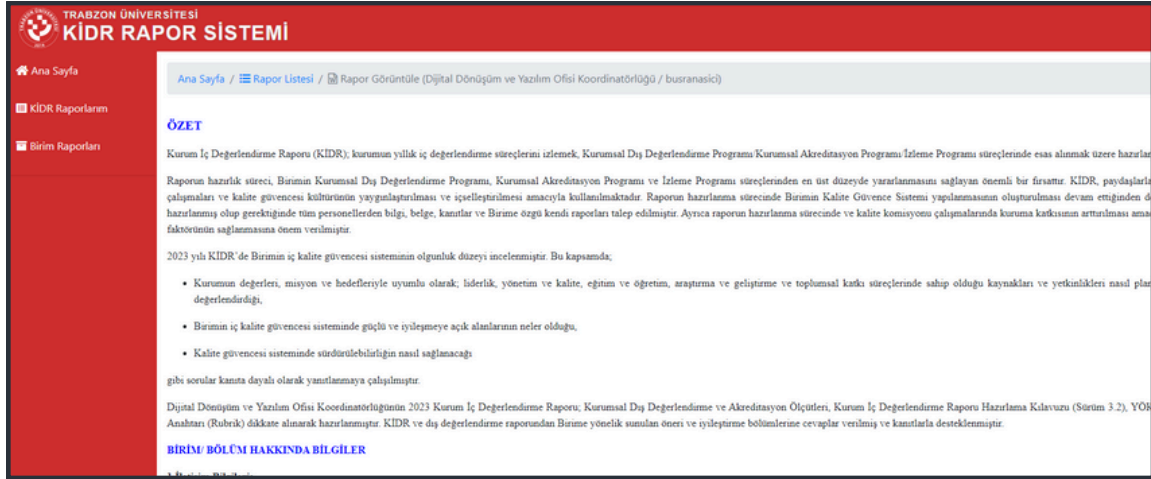 TRABZON ÜNİVERSİTESİ
KİDR RAPOR SİSTEMİ
Ana Sayfa
KİDR Raporlarım
Birim Raporları
Ana Sayfa / Rapor Listesi / Rapor Görüntüle (Dijital Dönüşüm ve Yazılım Ofisi Koordinatörlüğü / busranasici)
ÖZET
Kurum İç Değerlendirme Raporu (KİDR); kurumun yıllık iç değerlendirme süreçlerini izlemek, Kurumsal Dış Değerlendirme Programı/Kurumsal Akreditasyon Programı/İzleme Programı süreçlerinde esas alınmak üzere
Raporun hazırlık süreci, Birimin Kurumsal Dış Değerlendirme Programı, Kurumsal Akreditasyon Programı ve İzleme Programı süreçlerinden en üst düzeyde yararlanmasını sağlayan önemli bir fırsattır. KİDR,
çalışmaları ve kalite güvencesi kültürünün yaygınlaştırılması ve içselleştirilmesi amacıyla kullanılmaktadır. Raporun hazırlanma sürecinde Birimin Kalite Güvence Sistemi yapılanmasının oluşturulması devam ettiğinden
hazırlanmış olup gerektiğinde tüm personellerden bilgi, belge, kanıtlar ve Birime özgü kendi raporları talep edilmiştir. Ayrıca raporun hazırlanma sürecinde ve kalite komisyonu çalışmalarında kuruma katkısının arttırılması
faktörünün sağlanmasına önem verilmiştir.
2023 yılı KİDR'de Birimin iç kalite güvencesi sisteminin olgunluk düzeyi incelenmiştir. Bu kapsamda;
• Kurumun değerleri, misyon ve hedefleriyle uyumlu olarak; liderlik, yönetim ve kalite, eğitim ve öğretim, araştırma ve geliştirme ve toplumsal katkı süreçlerinde sahip olduğu kaynakları ve yetkinlikleri nasıl
değerlendirdiği,
• Birimin iç kalite güvencesi sisteminde güçlü ve iyileşmeye açık alanlarının neler olduğu,
• Kalite güvencesi sisteminde sürdürülebilirliğin nasıl sağlanacağı
gibi sorular kanıta dayalı olarak yanıtlanmaya çalışılmıştır.
Dijital Dönüşüm ve Yazılım Ofisi Koordinatörlüğünün 2023 Kurum İç Değerlendirme Raporu; Kurumsal Dış Değerlendirme ve Akreditasyon Ölçütleri, Kurum İç Değerlendirme Raporu Hazırlama Kılavuzu (Sürüm 3.2),
Anahtarı (Rubrik) dikkate alınarak hazırlanmıştır. KİDR ve dış değerlendirme raporundan Birime yönelik sunulan öneri ve iyileştirme bölümlerine cevaplar verilmiş ve kanıtlarla desteklenmiştir.
BİRİM/ BÖLÜM HAKKINDA BİLGİLER